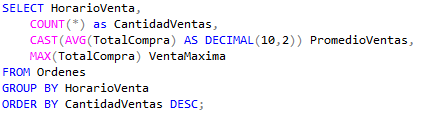 SELECT HorarioVenta,
    COUNT(*) as CantidadVentas,
    CAST(AVG(TotalCompra) AS DECIMAL(10,2)) PromedioVentas,
    MAX(TotalCompra) VentaMaxima
FROM Ordenes
GROUP BY HorarioVenta
ORDER BY CantidadVentas DESC;